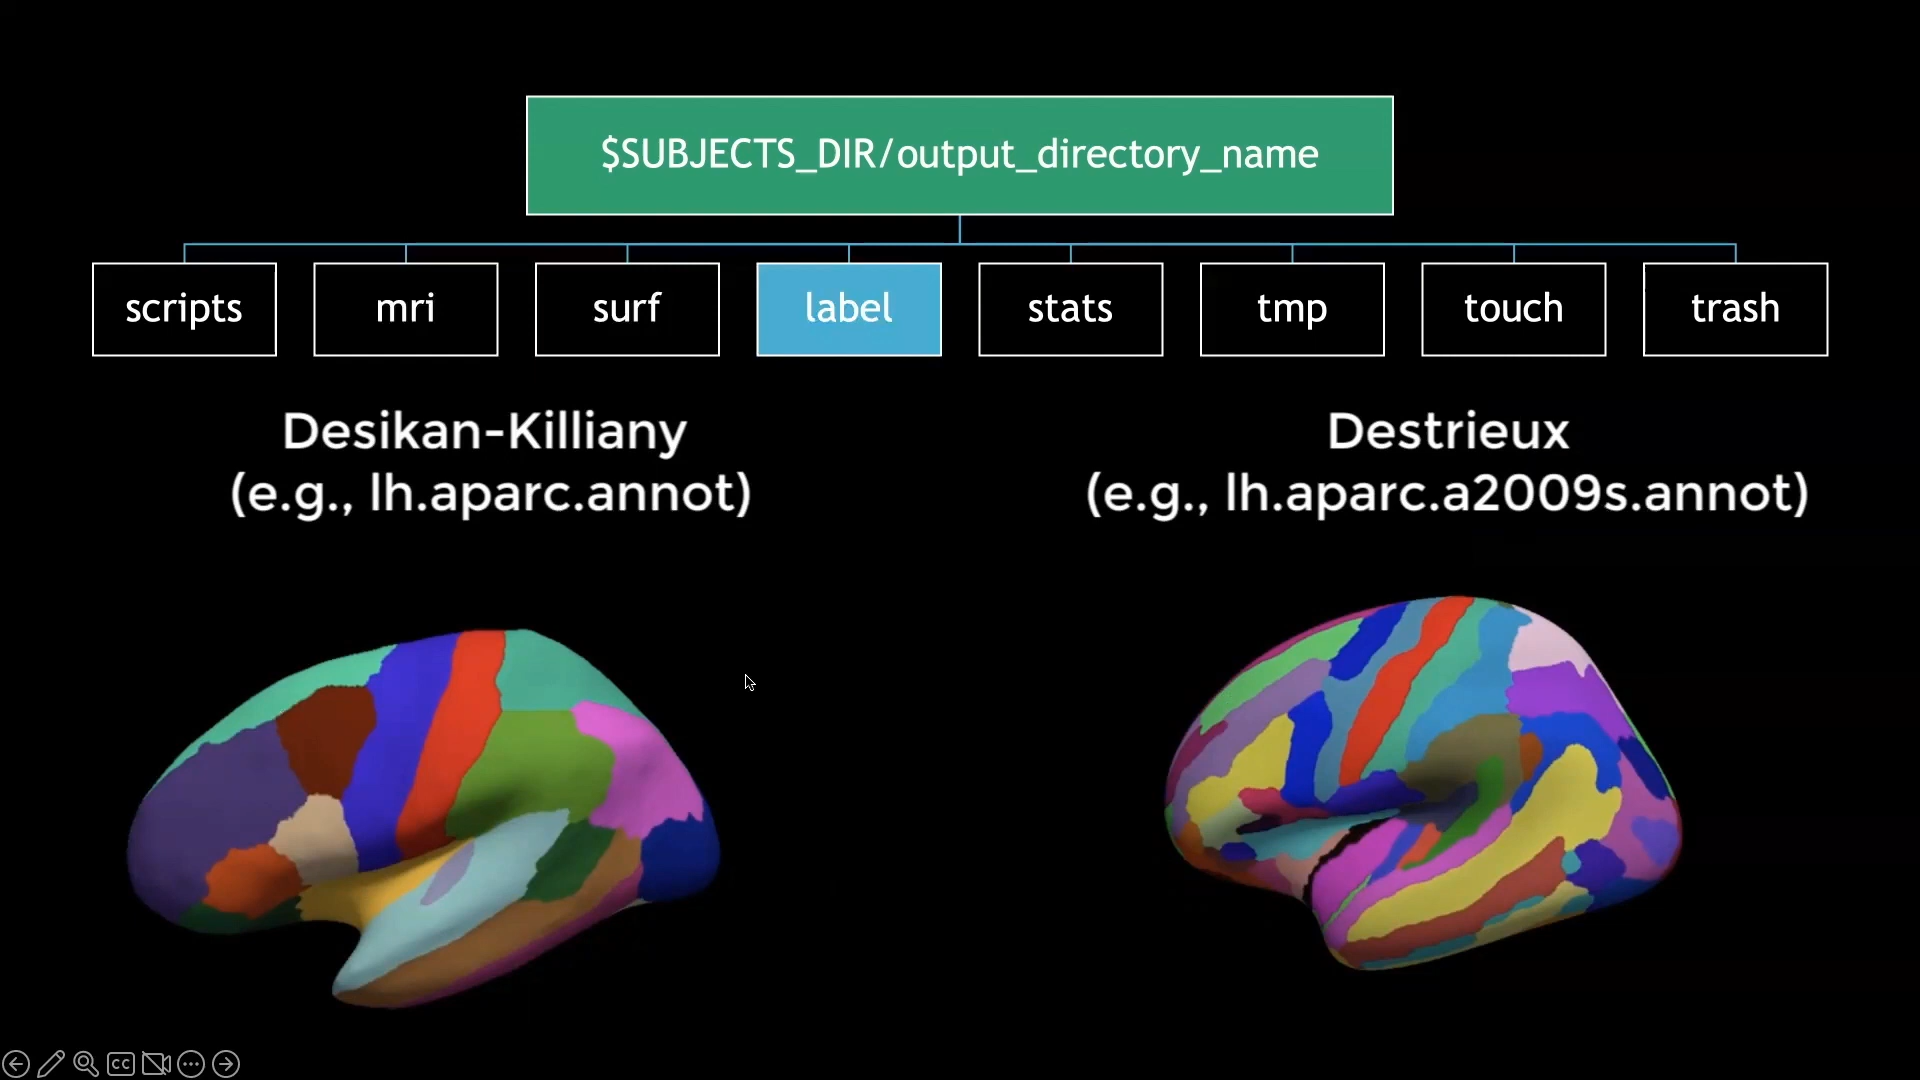 $SUBJECTS_DIR/output_directory_name
scripts
mri
surf
label
stats
tmp
touch
trash
Desikan-Killiany
(e.g., lh.aparc.annot)
Destrieux
(e.g., lh.aparc.a2009s.annot)
CC